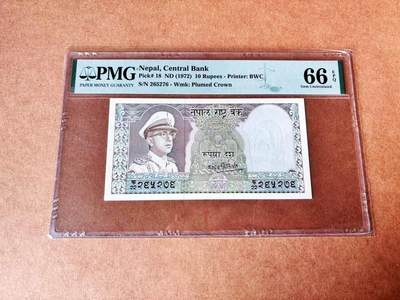 PMG
PAPER MONEY GUARANTY
Nepal, Central Bank
Pick# 18 ND (1972) 10 Rupees - Printer: BWC
S/N 265276 - Wmk: Plumed Crown
66 EPQ
Gem Uncirculated
नेपाल राष्ट्र बैंक
रूपैयाँ दश